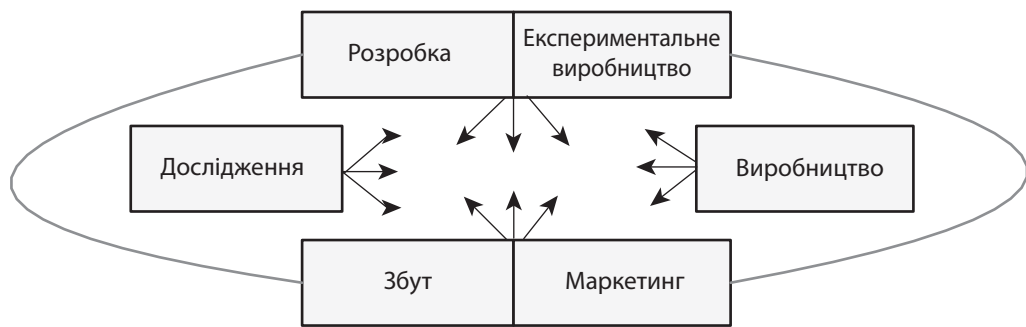 Розробка
Експериментальне
виробництво
Дослідження
Виробництво
Збут
Маркетинг